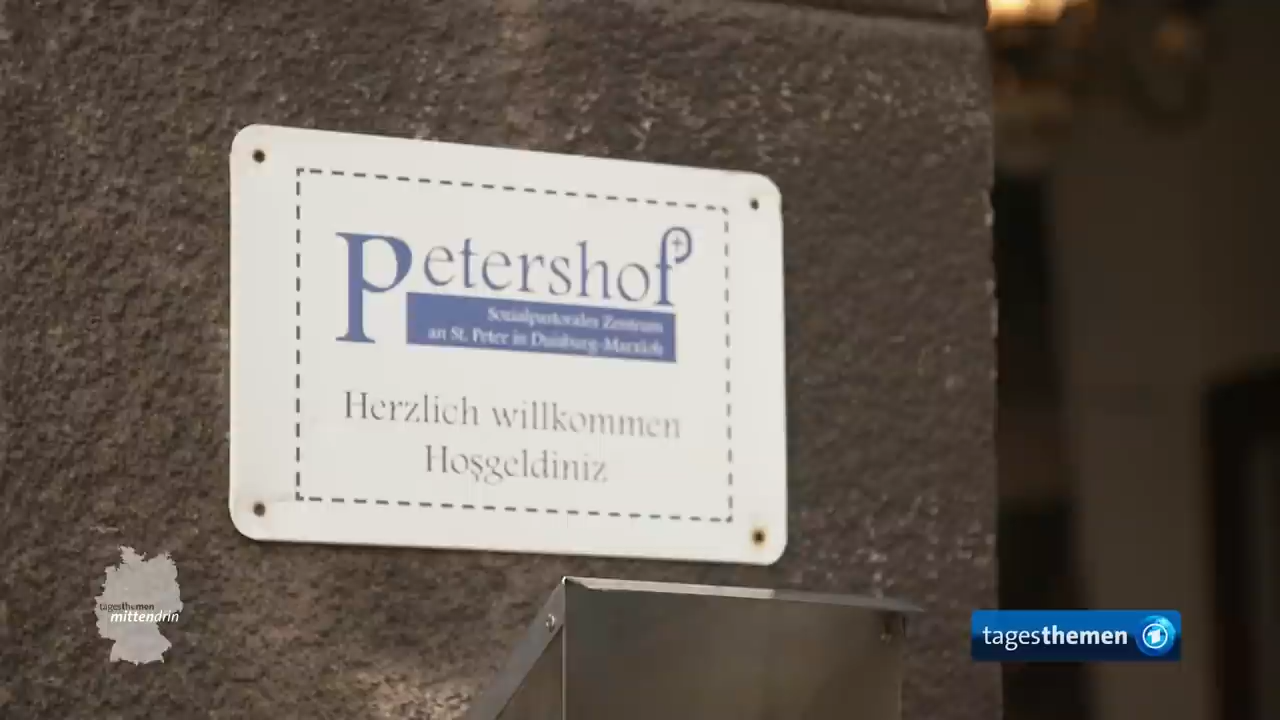 Petershof
Sozialpastorales Zentrum
an St. Peter in Duisburg-Marxloh
Herzlich willkommen
Hoşgeldiniz
tagesthemen
mittendrin
tagesthemen